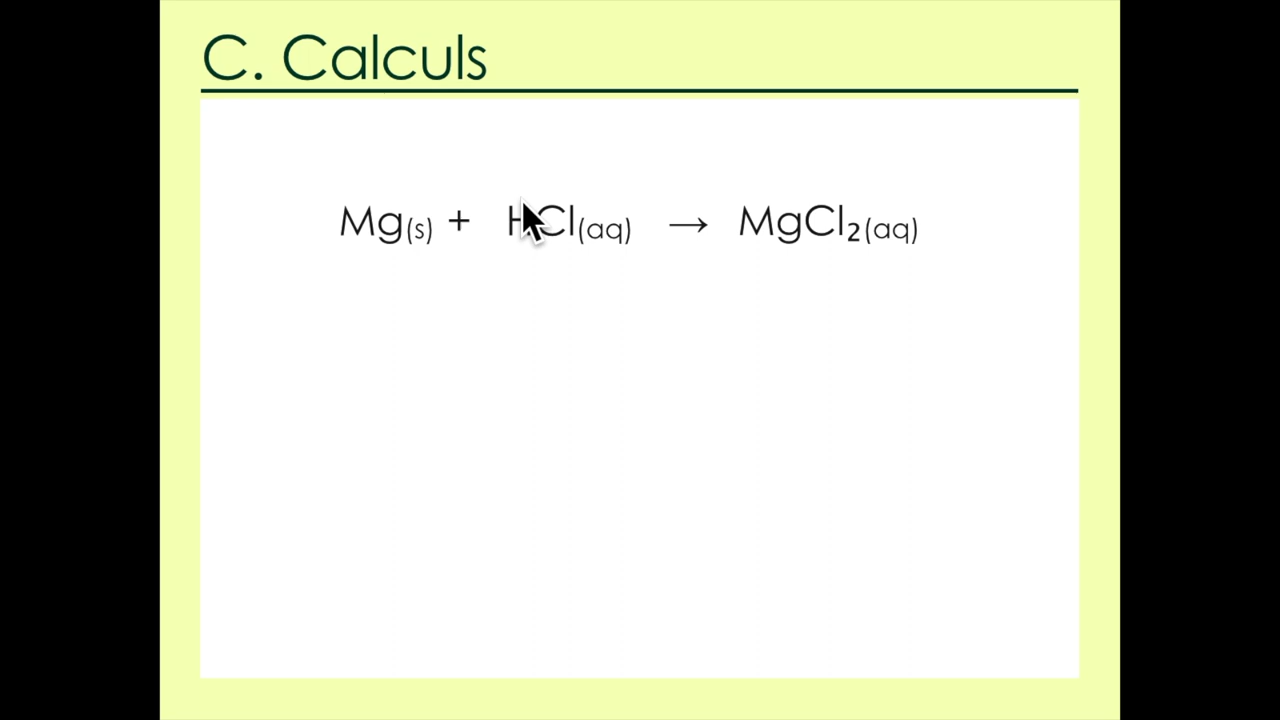 C. Calculs
Mg(s) + HCl(aq) → MgCl₂(aq)